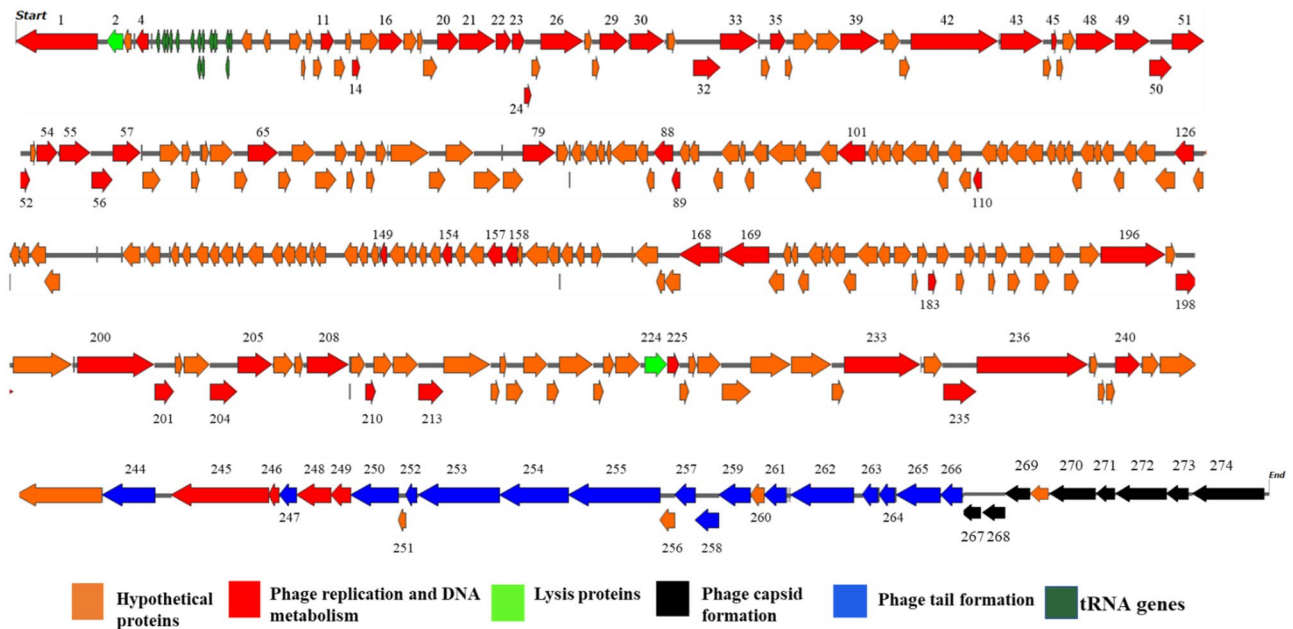 Start
1 2 4 11 16 20 21 22 23 26 29 30 33 35 39 42 43 45 48 49 51
14 24 32 50
54 55 57 65 79 88 101 126
52 56 89 110
149 154 157 158 168 169 196
183 198
200 205 208 224 225 233 236 240
201 204 210 213 235
244 245 246 248 249 250 252 253 254 255 257 259 261 262 263 265 266 269 270 271 272 273 274 End
247 251 256 258 260 264 267 268
Hypothetical
proteins
Phage replication and DNA
metabolism
Lysis proteins
Phage capsid
formation
Phage tail formation
tRNA genes